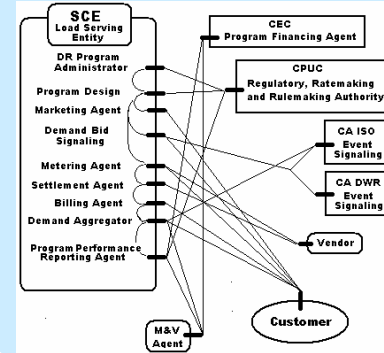 SCE
Load Serving
Entity
DR Program
Administrator
Program Design
Marketing Agent
Demand Bid
Signaling
Metering Agent
Settlement Agent
Billing Agent
Demand Aggregator
Program Performance
Reporting Agent
CEC
Program Financing Agent
CPUC
Regulatory, Ratemaking
and Rulemaking Authority
CA ISO
Event
Signaling
CA DWR
Event
Signaling
Vendor
Customer
M&V
Agent